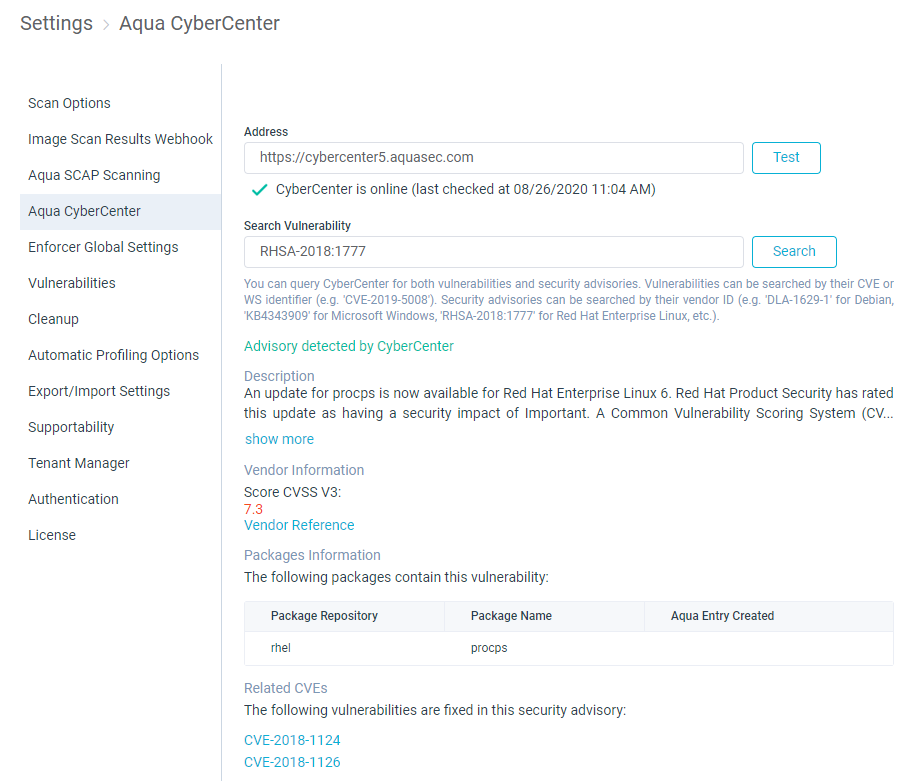 Settings > Aqua CyberCenter
Scan Options
Image Scan Results Webhook
Aqua SCAP Scanning
Aqua CyberCenter
Enforcer Global Settings
Vulnerabilities
Cleanup
Automatic Profiling Options
Export/Import Settings
Supportability
Tenant Manager
Authentication
License
Address
https://cybercenter5.aquasec.com
Test
CyberCenter is online (last checked at 08/26/2020 11:04 AM)
Search Vulnerability
RHSA-2018:1777
Search
You can query CyberCenter for both vulnerabilities and security advisories. Vulnerabilities can be searched by their CVE or
WS identifier (e.g. 'CVE-2019-5008'). Security advisories can be searched by their vendor ID (e.g. 'DLA-1629-1' for Debian,
'KB4343909' for Microsoft Windows, 'RHSA-2018:1777' for Red Hat Enterprise Linux, etc.).
Advisory detected by CyberCenter
Description
An update for procps is now available for Red Hat Enterprise Linux 6. Red Hat Product Security has rated
this update as having a security impact of Important. A Common Vulnerability Scoring System (CV...
show more
Vendor Information
Score CVSS V3:
7.3
Vendor Reference
Packages Information
The following packages contain this vulnerability:
Package Repository Package Name Aqua Entry Created
rhel procps
Related CVEs
The following vulnerabilities are fixed in this security advisory:
CVE-2018-1124
CVE-2018-1126